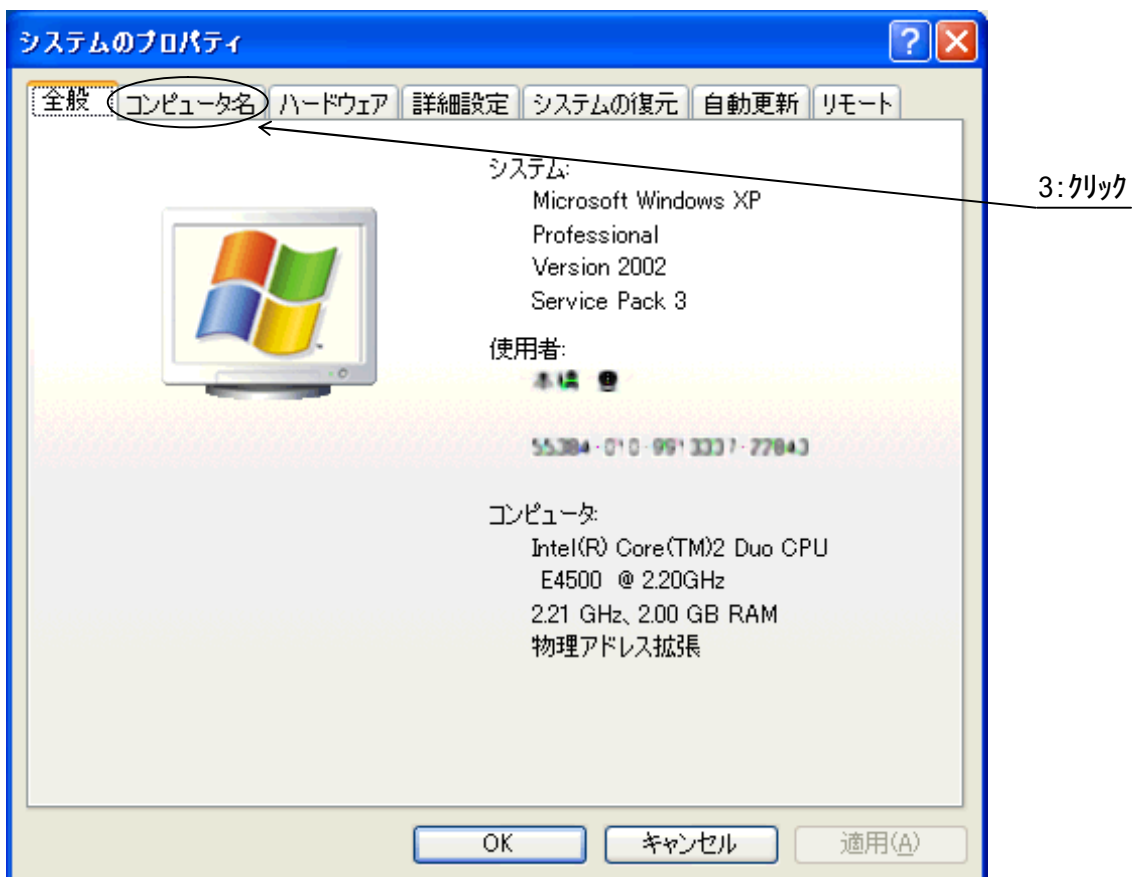 システムのプロパティ
全般 コンピュータ名 ハードウェア 詳細設定 システムの復元 自動更新 リモート
3:ｸﾘｯｸ
システム:
Microsoft Windows XP
Professional
Version 2002
Service Pack 3
使用者:
コンピュータ:
Intel(R) Core(TM)2 Duo CPU
E4500 @ 2.20GHz
2.21 GHz、2.00 GB RAM
物理アドレス拡張
OK キャンセル 適用(A)